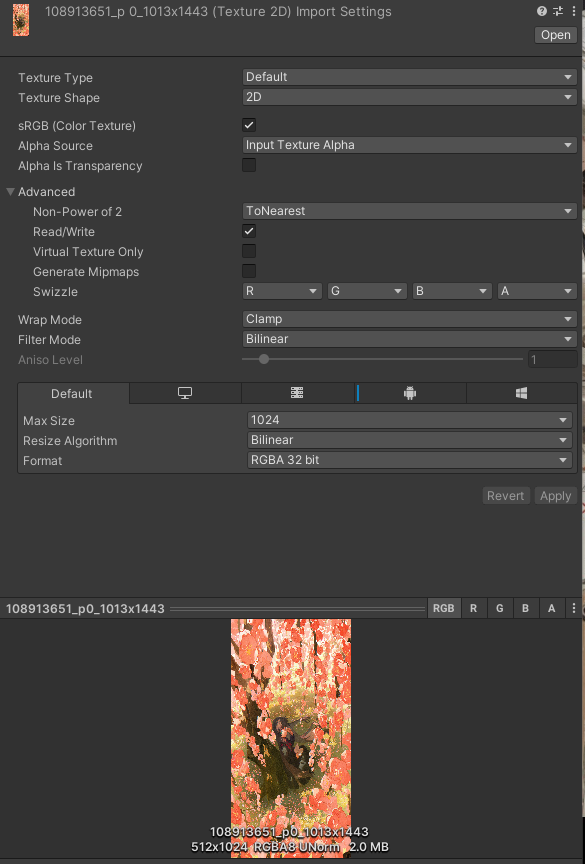 108913651_p 0_1013x1443 (Texture 2D) Import Settings
Open
Texture Type Default
Texture Shape 2D
sRGB (Color Texture)
Alpha Source Input Texture Alpha
Alpha Is Transparency
Advanced
Non-Power of 2 ToNearest
Read/Write
Virtual Texture Only
Generate Mipmaps
Swizzle R G B A
Wrap Mode Clamp
Filter Mode Bilinear
Aniso Level 1
Default
Max Size 1024
Resize Algorithm Bilinear
Format RGBA 32 bit
Revert Apply
108913651_p0_1013x1443 RGB R G B A
108913651_p0_1013x1443
512x1024 RGBA8 UNorm 2.0 MB